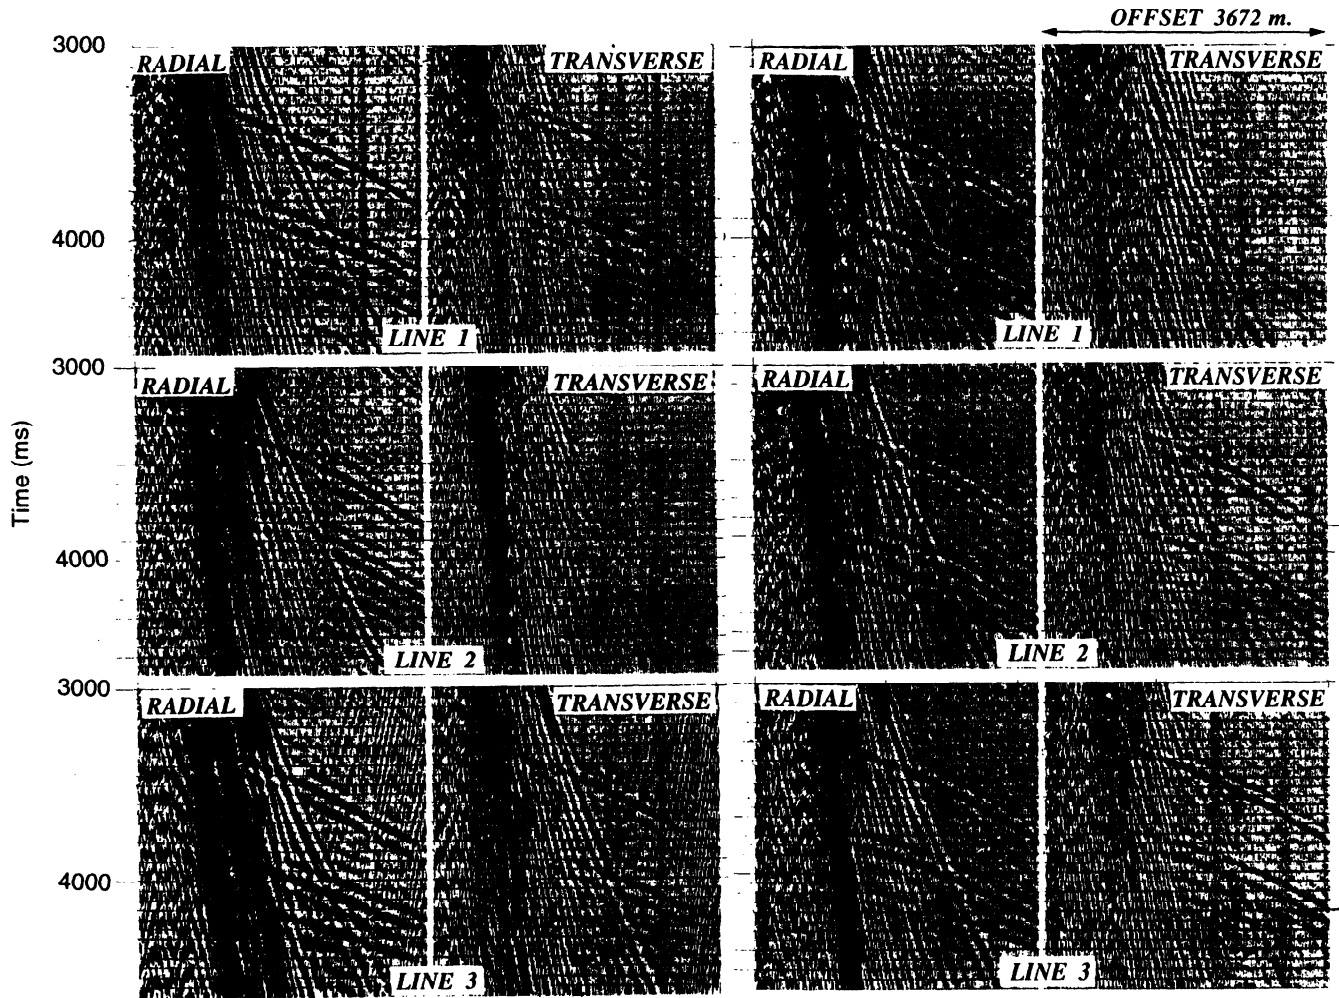 OFFSET 3672 m.
3000
RADIAL
TRANSVERSE
RADIAL
TRANSVERSE
4000
LINE 1
LINE 1
3000
RADIAL
TRANSVERSE
RADIAL
TRANSVERSE
Time (ms)
4000
LINE 2
LINE 2
3000
RADIAL
TRANSVERSE
RADIAL
TRANSVERSE
4000
LINE 3
LINE 3